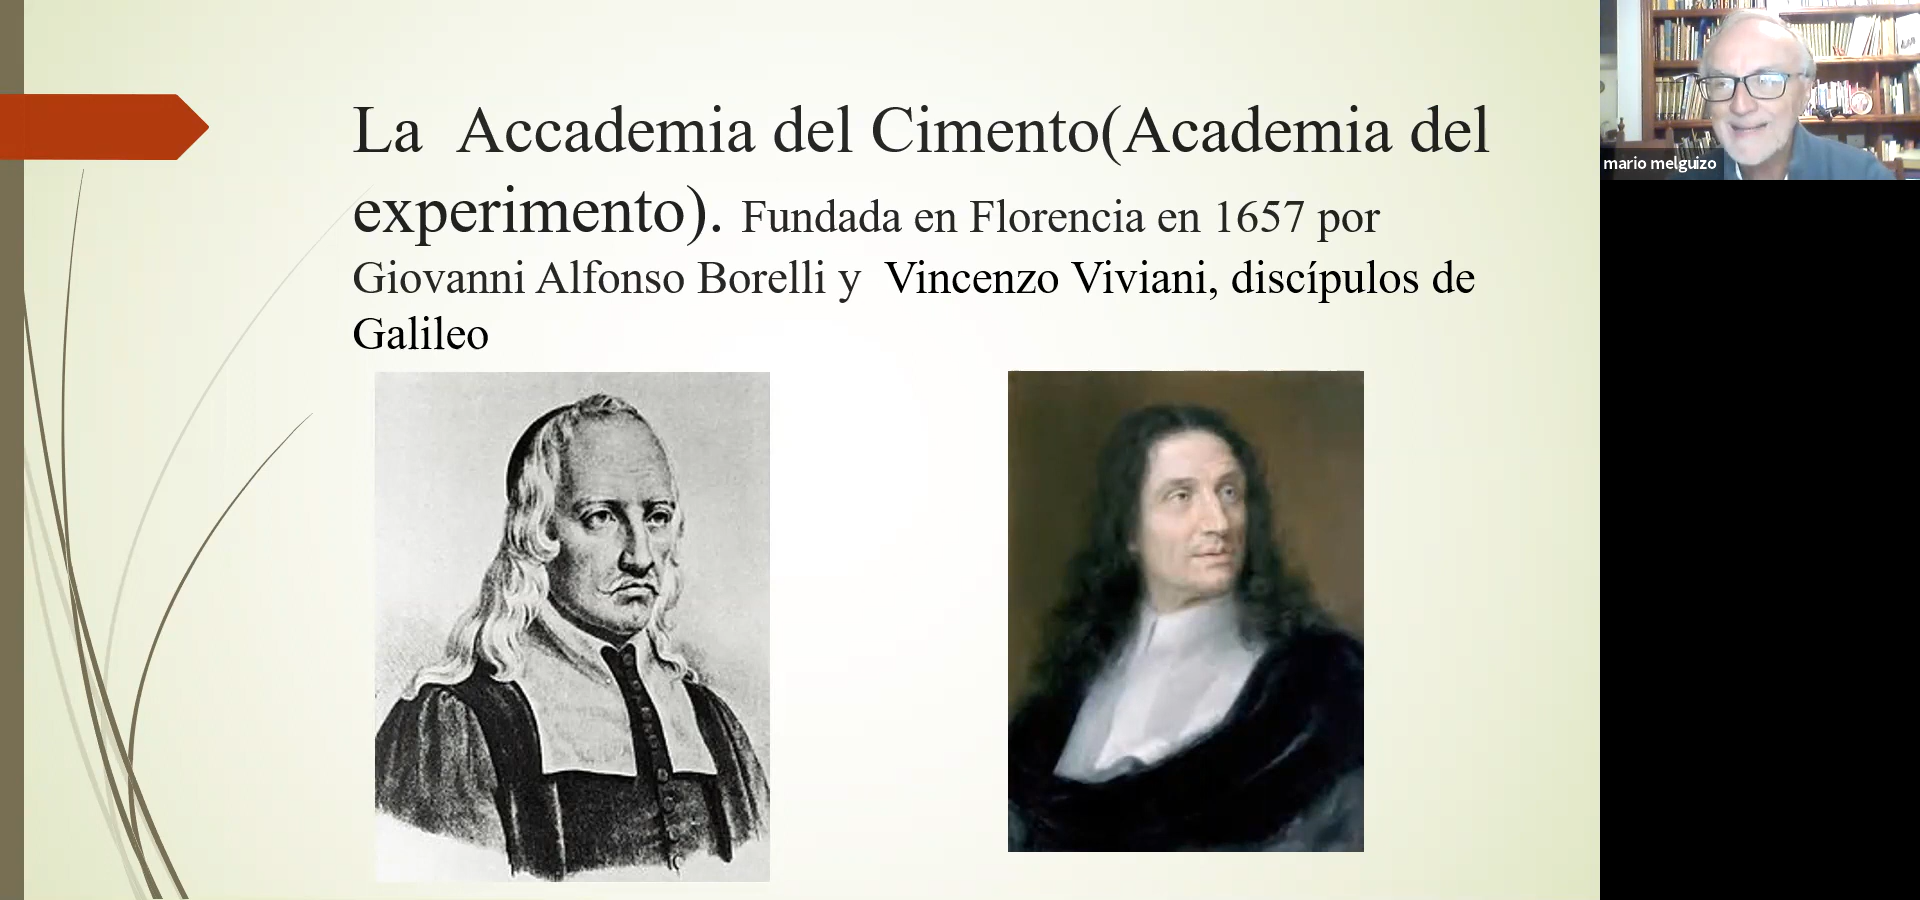 La  Accademia del Cimento(Academia del
experimento). Fundada en Florencia en 1657 por
Giovanni Alfonso Borelli y  Vincenzo Viviani, discípulos de
Galileo
mario melguizo